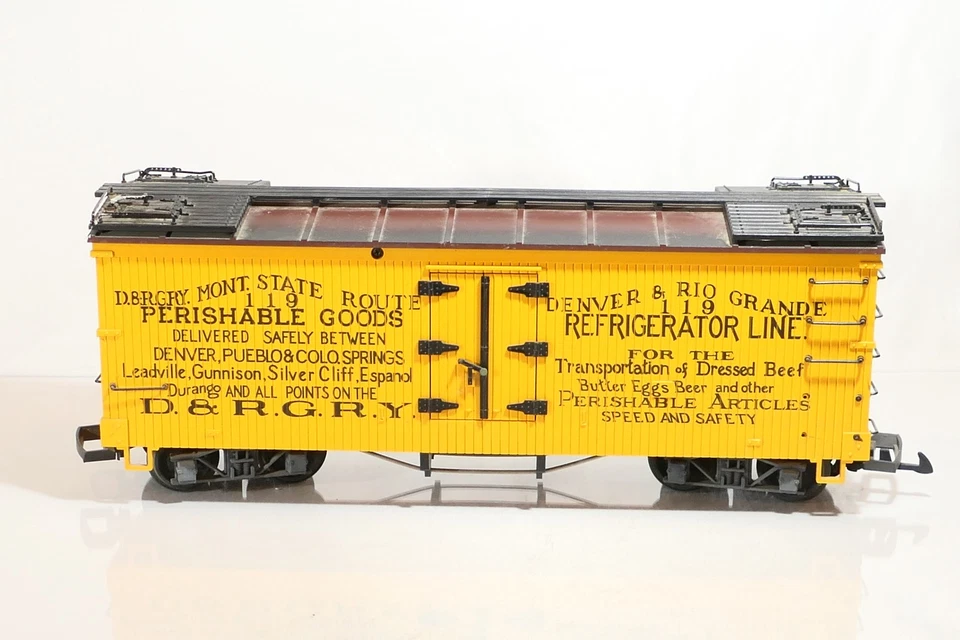 D.&R.G.RY. MONT. STATE ROUTE
119
PERISHABLE GOODS
DELIVERED SAFELY BETWEEN
DENVER, PUEBLO & COLO. SPRINGS
Leadville, Gunnison, Silver Cliff, Espanol
Durango AND ALL POINTS ON THE
D. & R. G. R. Y.
DENVER & RIO GRANDE
119
REFRIGERATOR LINE
FOR THE
Transportation of Dressed Beef
Butter Eggs Beer and other
PERISHABLE ARTICLES
SPEED AND SAFETY